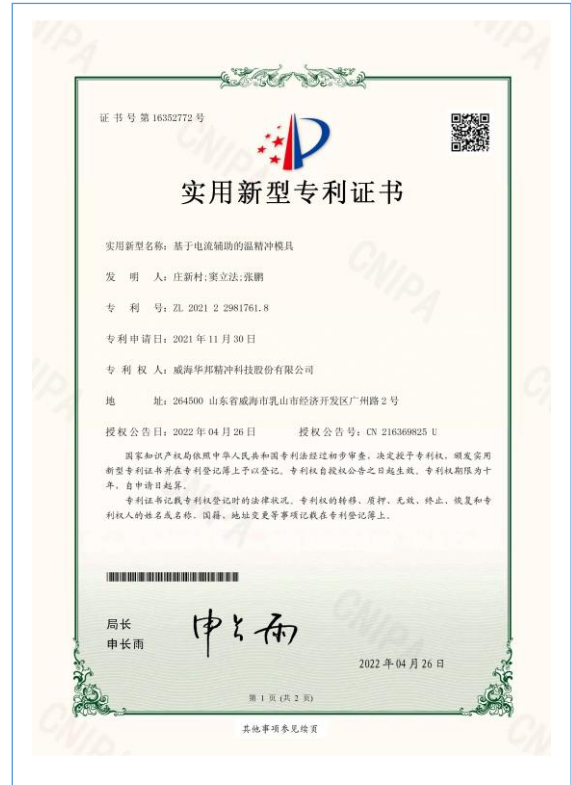 证书号第16352772号
实用新型专利证书
实用新型名称：基于电流辅助的温精冲模具
发明人：庄新村;窦立法;张鹏
专利号：ZL 2021 2 2981761.8
专利申请日：2021年11月30日
专利权人：威海华邦精冲科技股份有限公司
地址：264500 山东省威海市乳山市经济开发区广州路2号
授权公告日：2022年04月26日 授权公告号：CN 216369825 U
国家知识产权局依照中华人民共和国专利法经过初步审查，决定授予专利权，颁发实用
新型专利证书并在专利登记簿上予以登记。专利权自授权公告之日起生效。专利权期限为十
年，自申请日起算。
专利证书记载专利权登记时的法律状况。专利权的转移、质押、无效、终止、恢复和专
利权人的姓名或名称、国籍、地址变更等事项记载在专利登记簿上。
局长
申长雨
申长雨
2022年04月26日
第 1 页 (共 2 页)
其他事项参见续页
CNIPA
CNIPA
CNIPA
CNIPA
CNIPA